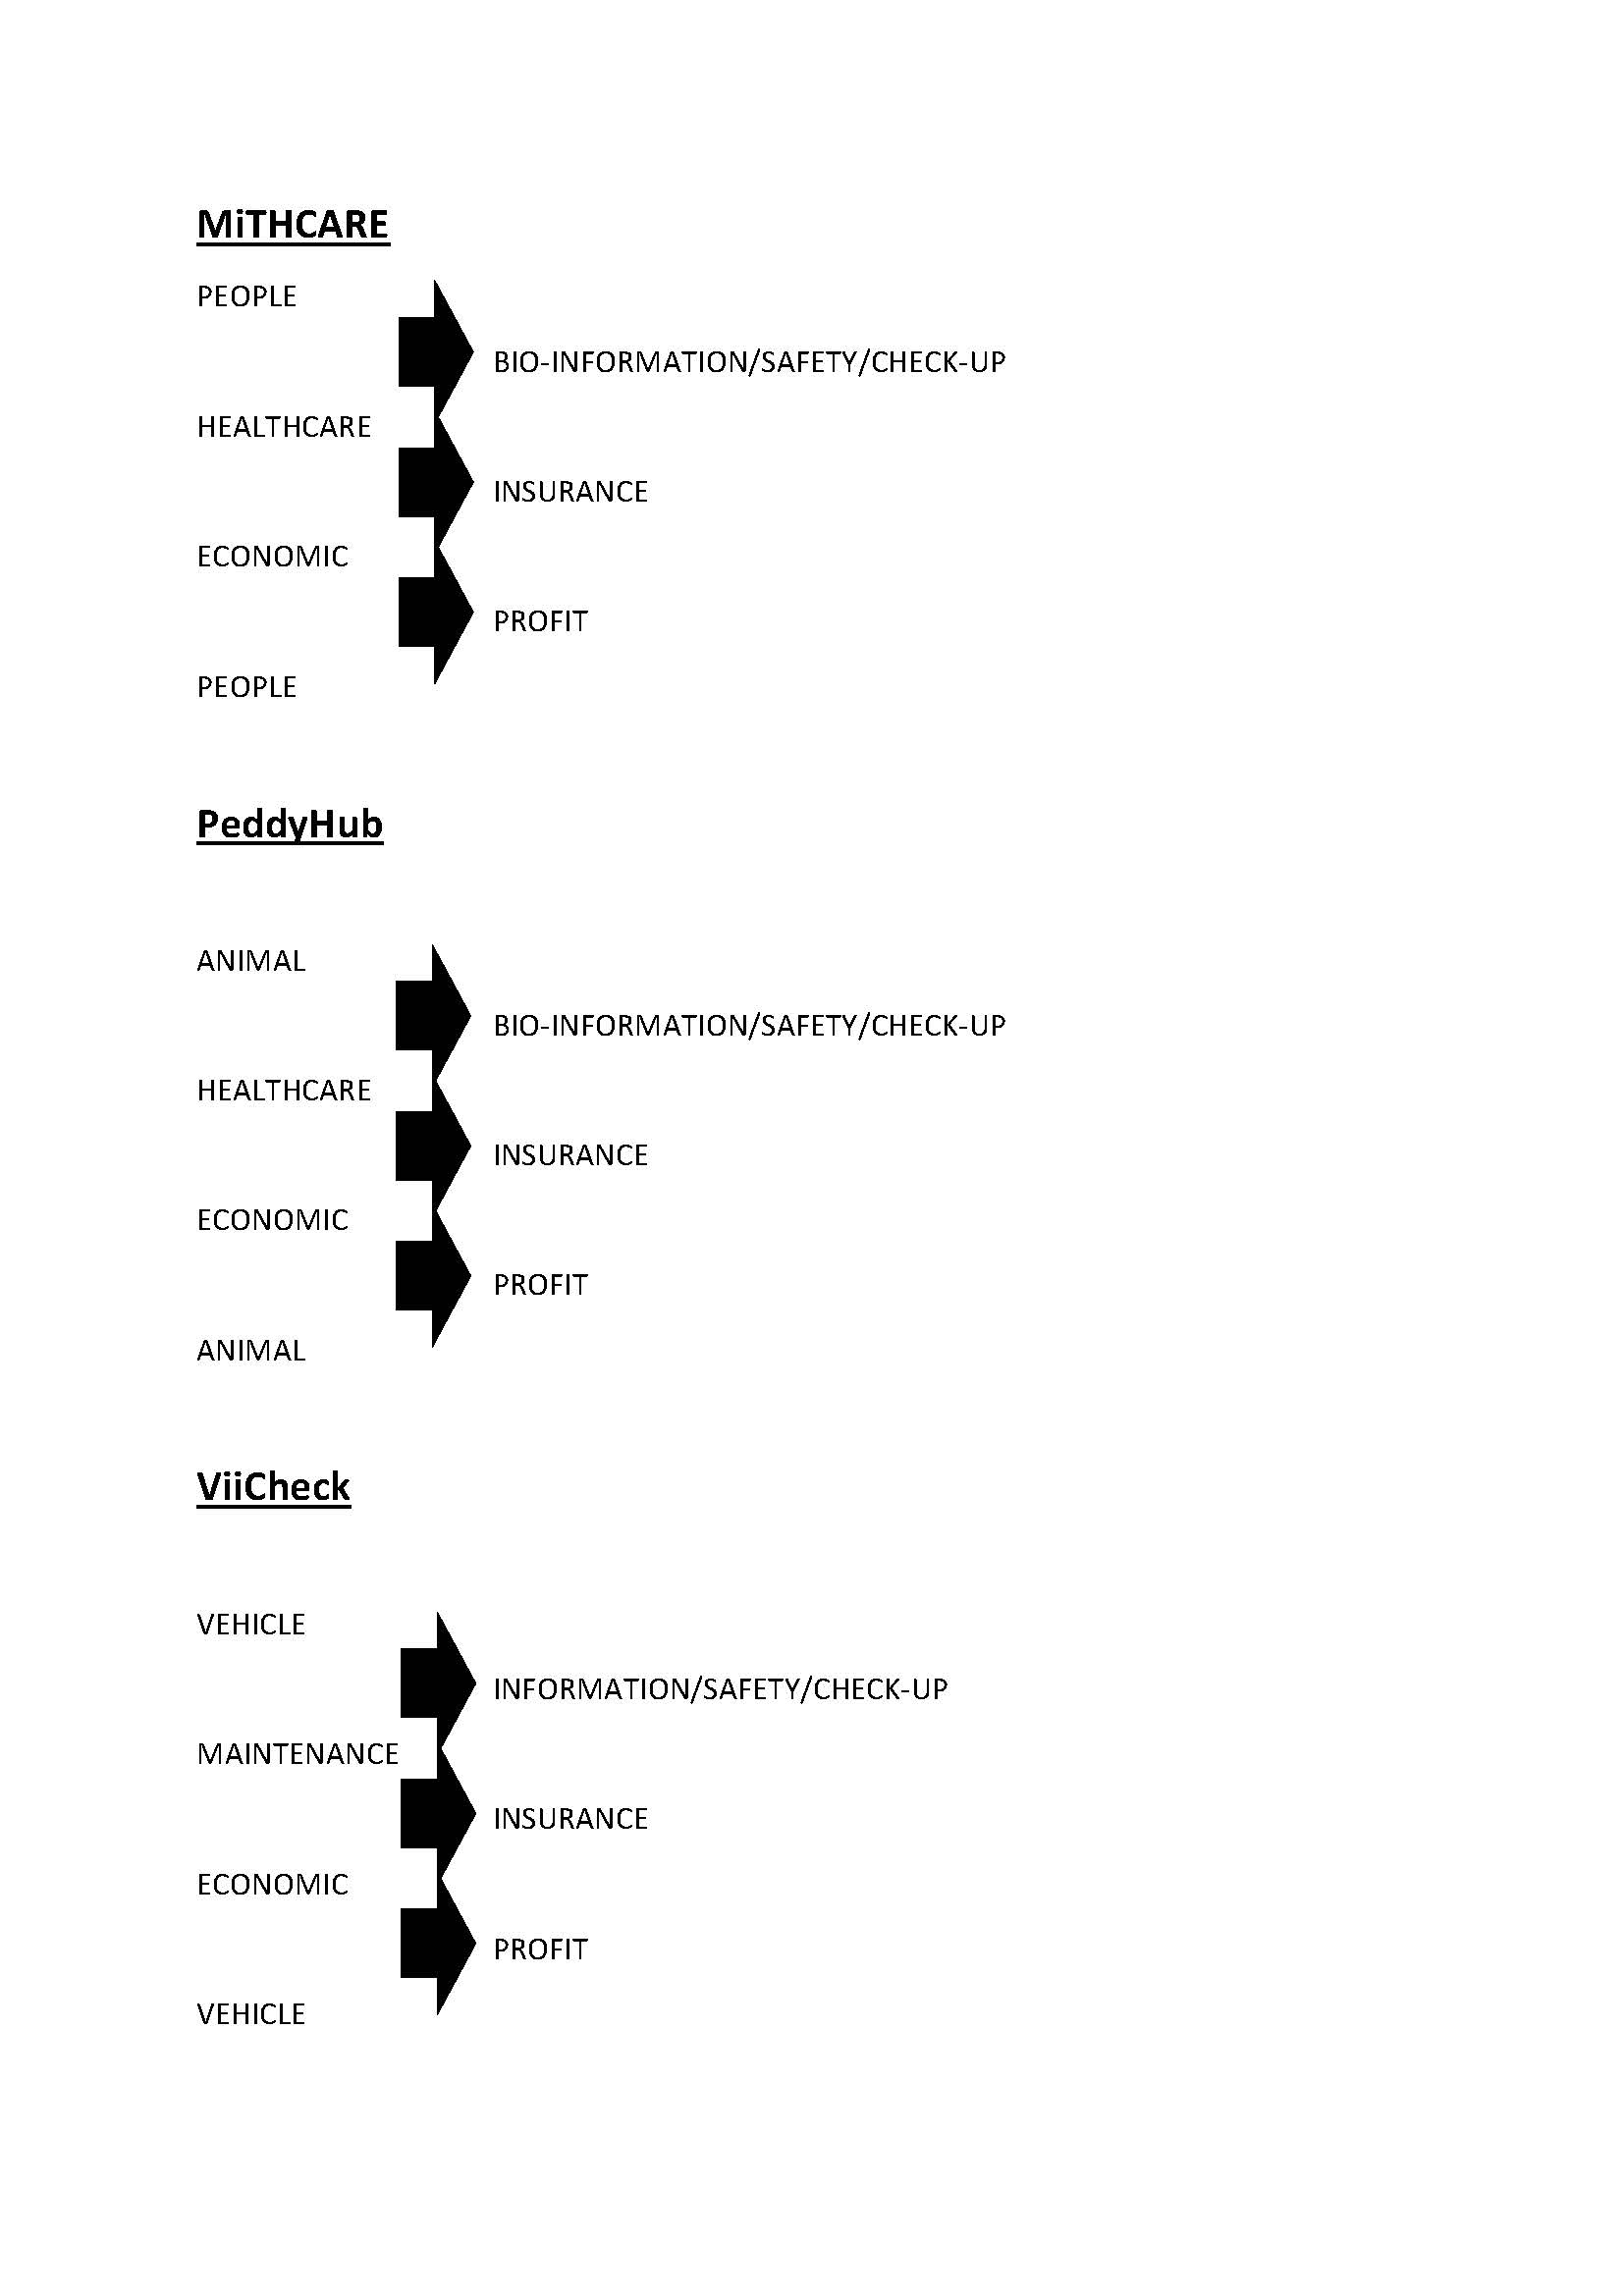 MiTHCARE
PEOPLE
BIO-INFORMATION/SAFETY/CHECK-UP
HEALTHCARE
INSURANCE
ECONOMIC
PROFIT
PEOPLE
PeddyHub
ANIMAL
BIO-INFORMATION/SAFETY/CHECK-UP
HEALTHCARE
INSURANCE
ECONOMIC
PROFIT
ANIMAL
ViiCheck
VEHICLE
INFORMATION/SAFETY/CHECK-UP
MAINTENANCE
INSURANCE
ECONOMIC
PROFIT
VEHICLE